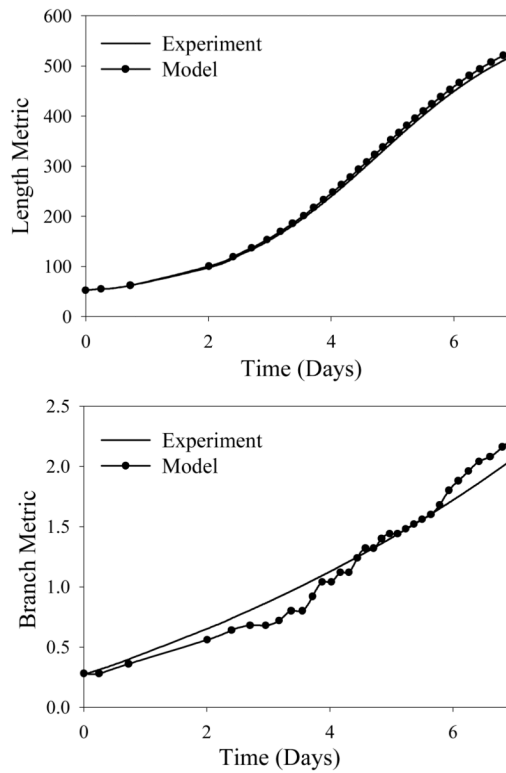 600
500
400
300
200
100
0
Length Metric
Experiment
Model
0 2 4 6
Time (Days)
2.5
2.0
1.5
1.0
0.5
0.0
Branch Metric
Experiment
Model
0 2 4 6
Time (Days)